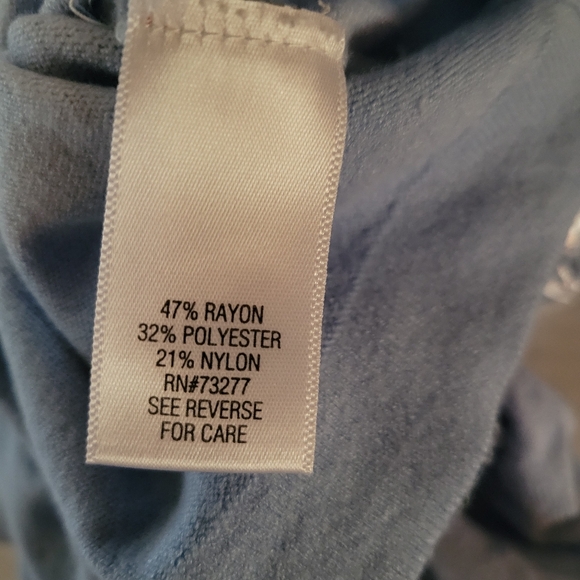 47% RAYON
32% POLYESTER
21% NYLON
RN#73277
SEE REVERSE
FOR CARE